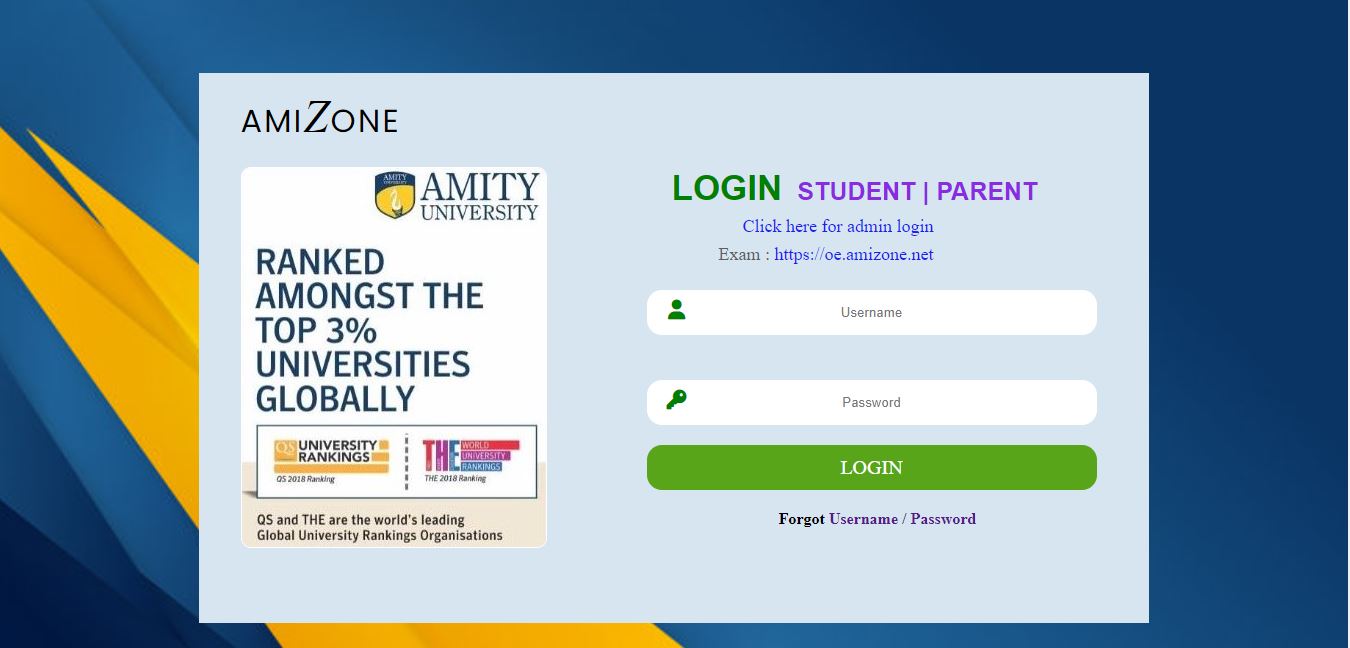 AMIZONE
AMITY
UNIVERSITY
AMITY
UNIVERSITY
RANKED
AMONGST THE
TOP 3%
UNIVERSITIES
GLOBALLY
QS UNIVERSITY
RANKINGS
QS 2018 Ranking
THE WORLD
UNIVERSITY
RANKINGS
THE 2018 Ranking
QS and THE are the world's leading
Global University Rankings Organisations
LOGIN STUDENT | PARENT
Click here for admin login
Exam : https://oe.amizone.net
Username
Password
LOGIN
Forgot Username / Password